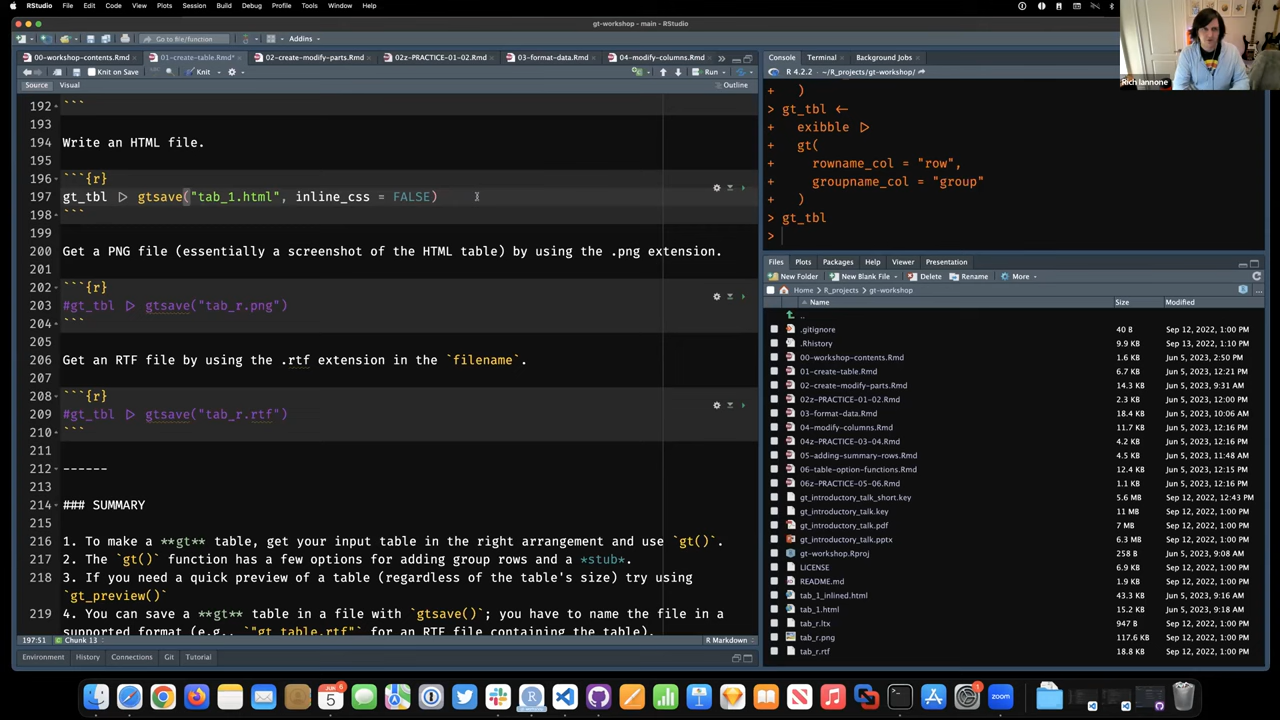 RStudio File Edit Code View Plots Session Build Debug Profile Tools Window Help
gt-workshop - main - RStudio
Go to file/function Addins
00-workshop-contents.Rmd 01-create-table.Rmd* 02-create-modify-parts.Rmd 02z-PRACTICE-01-02.Rmd 03-format-data.Rmd 04-modify-columns.Rmd
Knit on Save Knit Run
Source Visual Outline
192 ```
193
194 Write an HTML file.
195
196 ```{r}
197 gt_tbl |> gtsave("tab_1.html", inline_css = FALSE)
198 ```
199
200 Get a PNG file (essentially a screenshot of the HTML table) by using the .png extension.
201
202 ```{r}
203 #gt_tbl |> gtsave("tab_r.png")
204 ```
205
206 Get an RTF file by using the .rtf extension in the `filename`.
207
208 ```{r}
209 #gt_tbl |> gtsave("tab_r.rtf")
210 ```
211
212 ------
213
214 ### SUMMARY
215
216 1. To make a **gt** table, get your input table in the right arrangement and use `gt()`.
217 2. The `gt()` function has a few options for adding group rows and a *stub*.
218 3. If you need a quick preview of a table (regardless of the table's size) try using
`gt_preview()`
219 4. You can save a **gt** table in a file with `gtsave()`; you have to name the file in a
supported format (e.g., `"gt_table.rtf"` for an RTF file containing the table).
197:51 Chunk 13 R Markdown
Environment History Connections Git Tutorial
Console Terminal Background Jobs
R 4.2.2 · ~/R_projects/gt-workshop/
+ )
> gt_tbl <-
+ exibble |>
+ gt(
+ rowname_col = "row",
+ groupname_col = "group"
+ )
> gt_tbl
>
Files Plots Packages Help Viewer Presentation
New Folder New Blank File Delete Rename More
Home R_projects gt-workshop
Name Size Modified
..
.gitignore 40 B Sep 12, 2022, 1:00 PM
.Rhistory 9.9 KB Sep 13, 2022, 1:10 PM
00-workshop-contents.Rmd 1.6 KB Jun 5, 2023, 2:50 PM
01-create-table.Rmd 6.7 KB Jun 5, 2023, 12:21 PM
02-create-modify-parts.Rmd 14.3 KB Jun 5, 2023, 9:31 AM
02z-PRACTICE-01-02.Rmd 2.3 KB Jun 5, 2023, 1:00 PM
03-format-data.Rmd 18.4 KB Jun 5, 2023, 10:06 AM
04-modify-columns.Rmd 11.7 KB Jun 5, 2023, 12:16 PM
04z-PRACTICE-03-04.Rmd 4.2 KB Jun 5, 2023, 12:16 PM
05-adding-summary-rows.Rmd 4.5 KB Jun 5, 2023, 11:48 AM
06-table-option-functions.Rmd 12.4 KB Jun 5, 2023, 12:15 PM
06z-PRACTICE-05-06.Rmd 1.1 KB Jun 5, 2023, 12:16 PM
gt_introductory_talk_short.key 5.6 MB Sep 12, 2022, 12:43 PM
gt_introductory_talk.key 11 MB Sep 12, 2022, 1:00 PM
gt_introductory_talk.pdf 7 MB Sep 12, 2022, 1:00 PM
gt_introductory_talk.pptx 6.3 MB Sep 12, 2022, 1:00 PM
gt-workshop.Rproj 258 B Jun 5, 2023, 9:08 AM
LICENSE 7 KB Sep 12, 2022, 1:00 PM
README.md 1.9 KB Sep 12, 2022, 1:00 PM
tab_1_inlined.html 43.3 KB Jun 5, 2023, 9:16 AM
tab_1.html 15.2 KB Jun 5, 2023, 9:18 AM
tab_r.ltx 947 B Sep 12, 2022, 1:00 PM
tab_r.png 117.6 KB Sep 12, 2022, 1:00 PM
tab_r.rtf 18.8 KB Sep 12, 2022, 1:00 PM
Rich Iannone
JUN
5
zoom